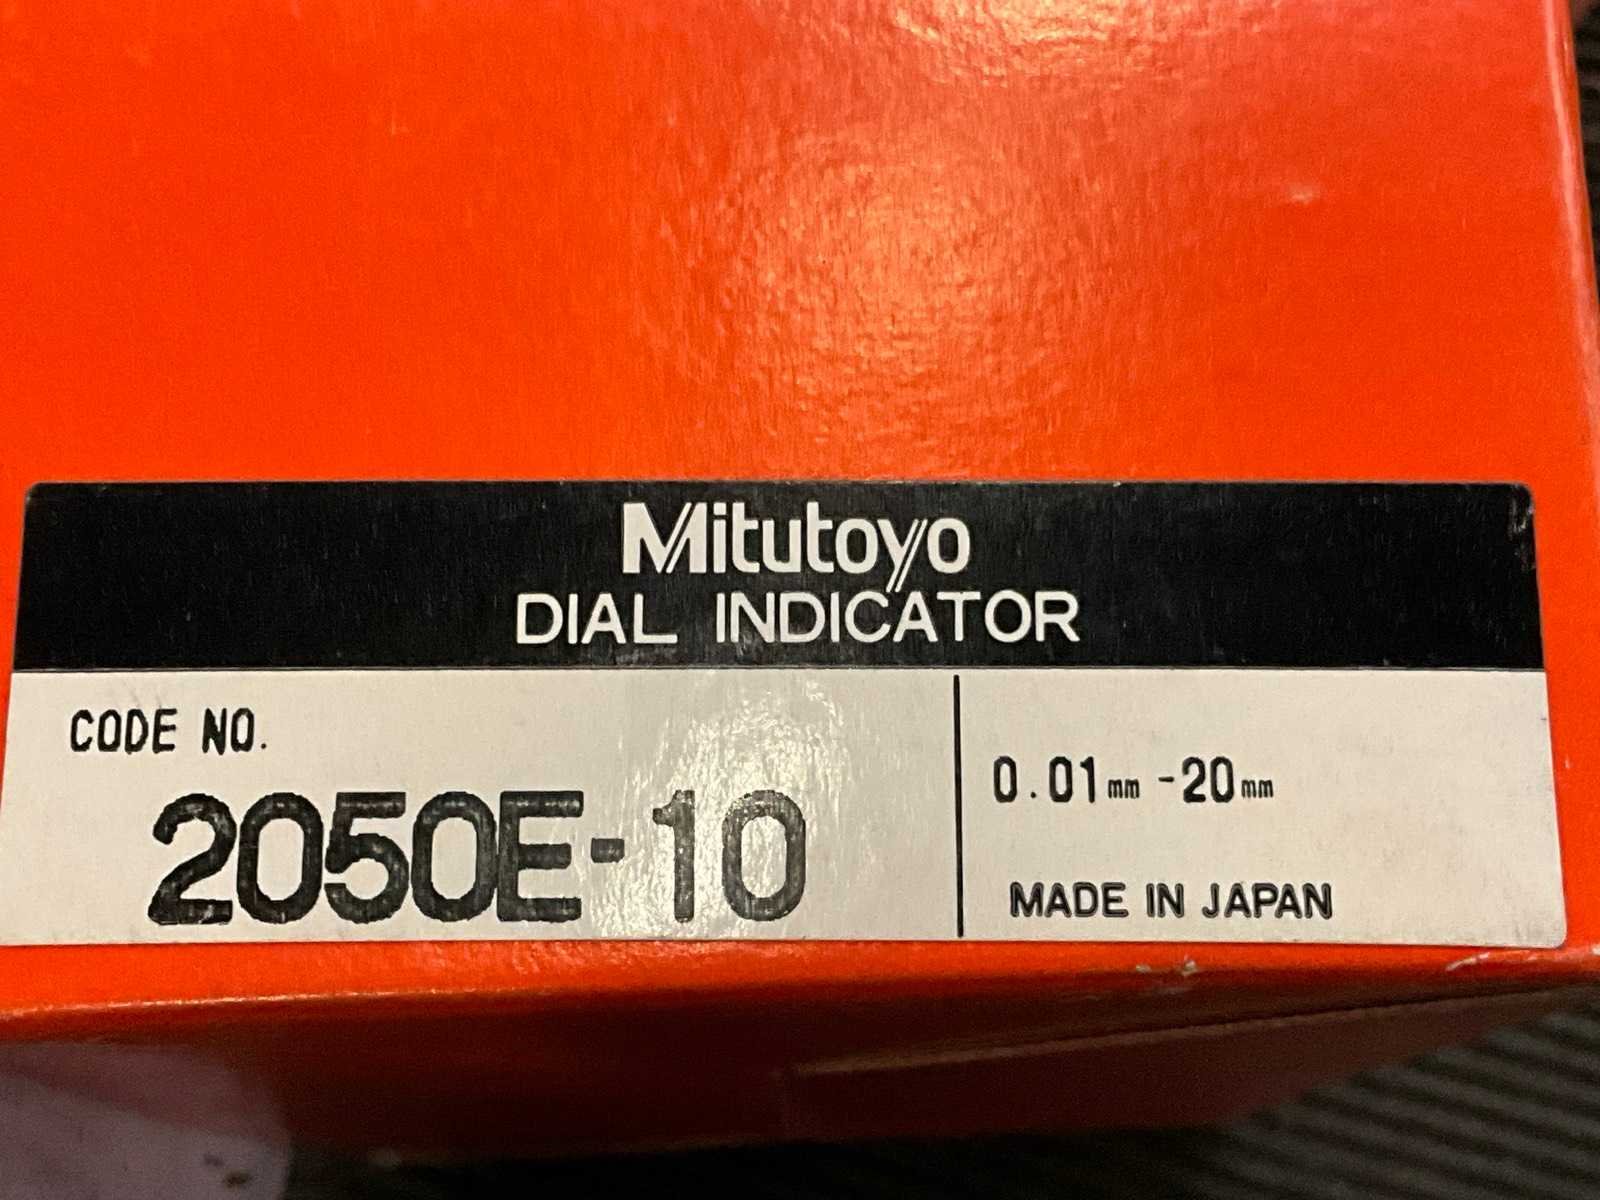 Mitutoyo
DIAL INDICATOR
CODE NO.
2050E-10
0.01mm -20mm
MADE IN JAPAN